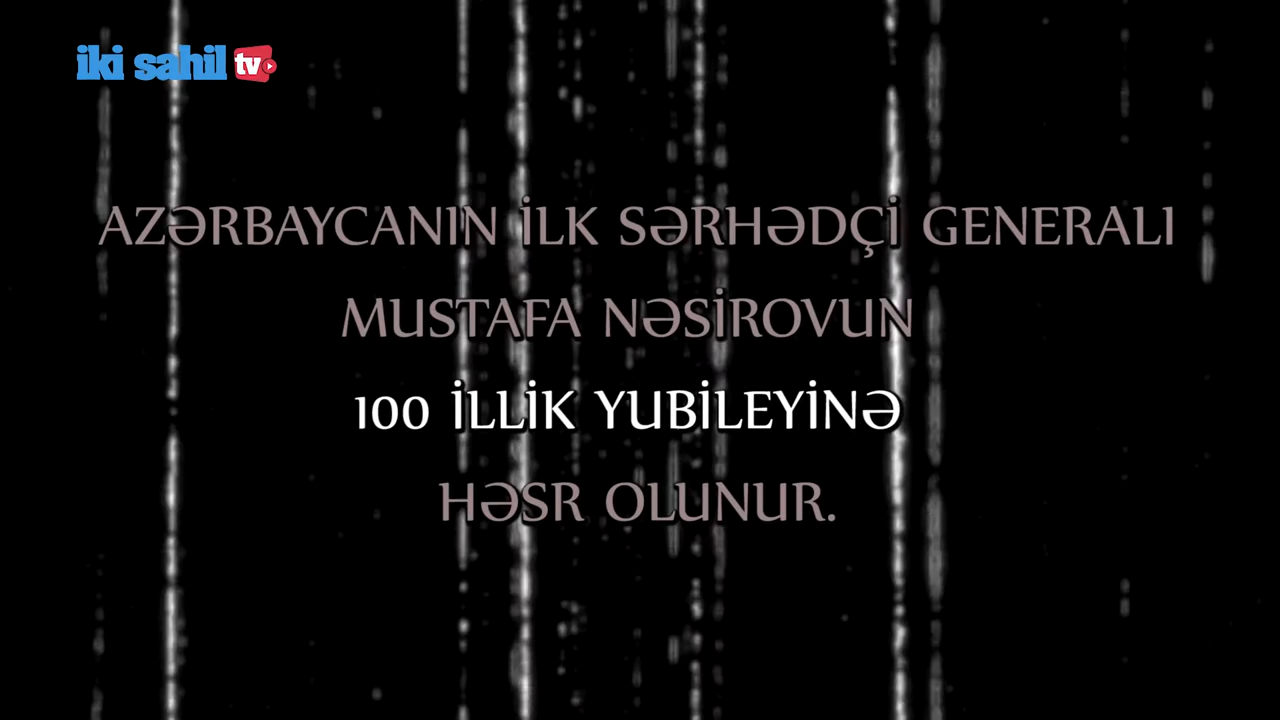 iki sahil tv
AZƏRBAYCANIN İLK SƏRHƏDÇİ GENERALI
MUSTAFA NƏSİROVUN
100 İLLİK YUBİLEYİNƏ
HƏSR OLUNUR.